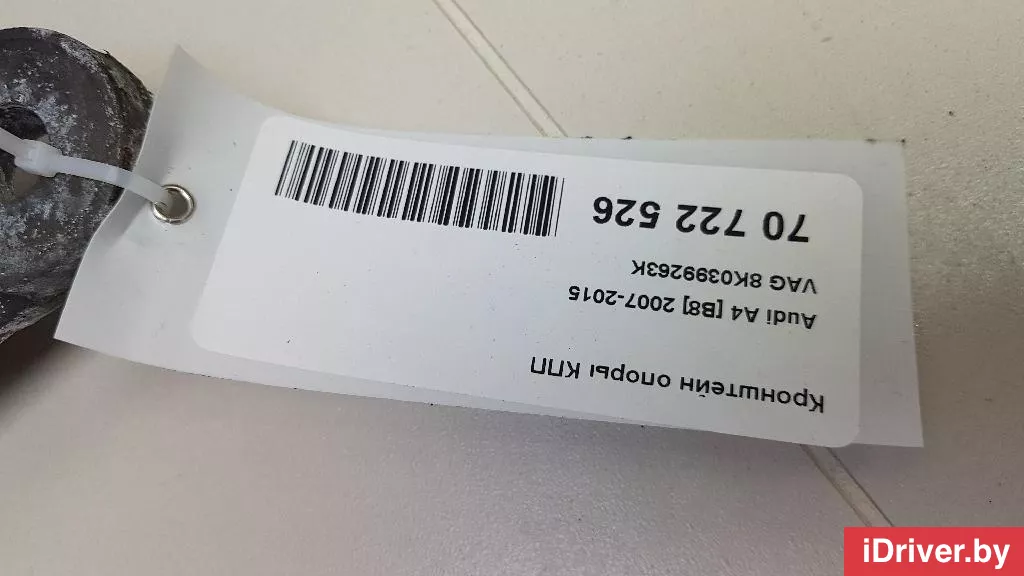 Кронштейн опоры КПП
Audi A4 [B8] 2007-2015
VAG 8K0399263K
70 722 526
iDriver.by